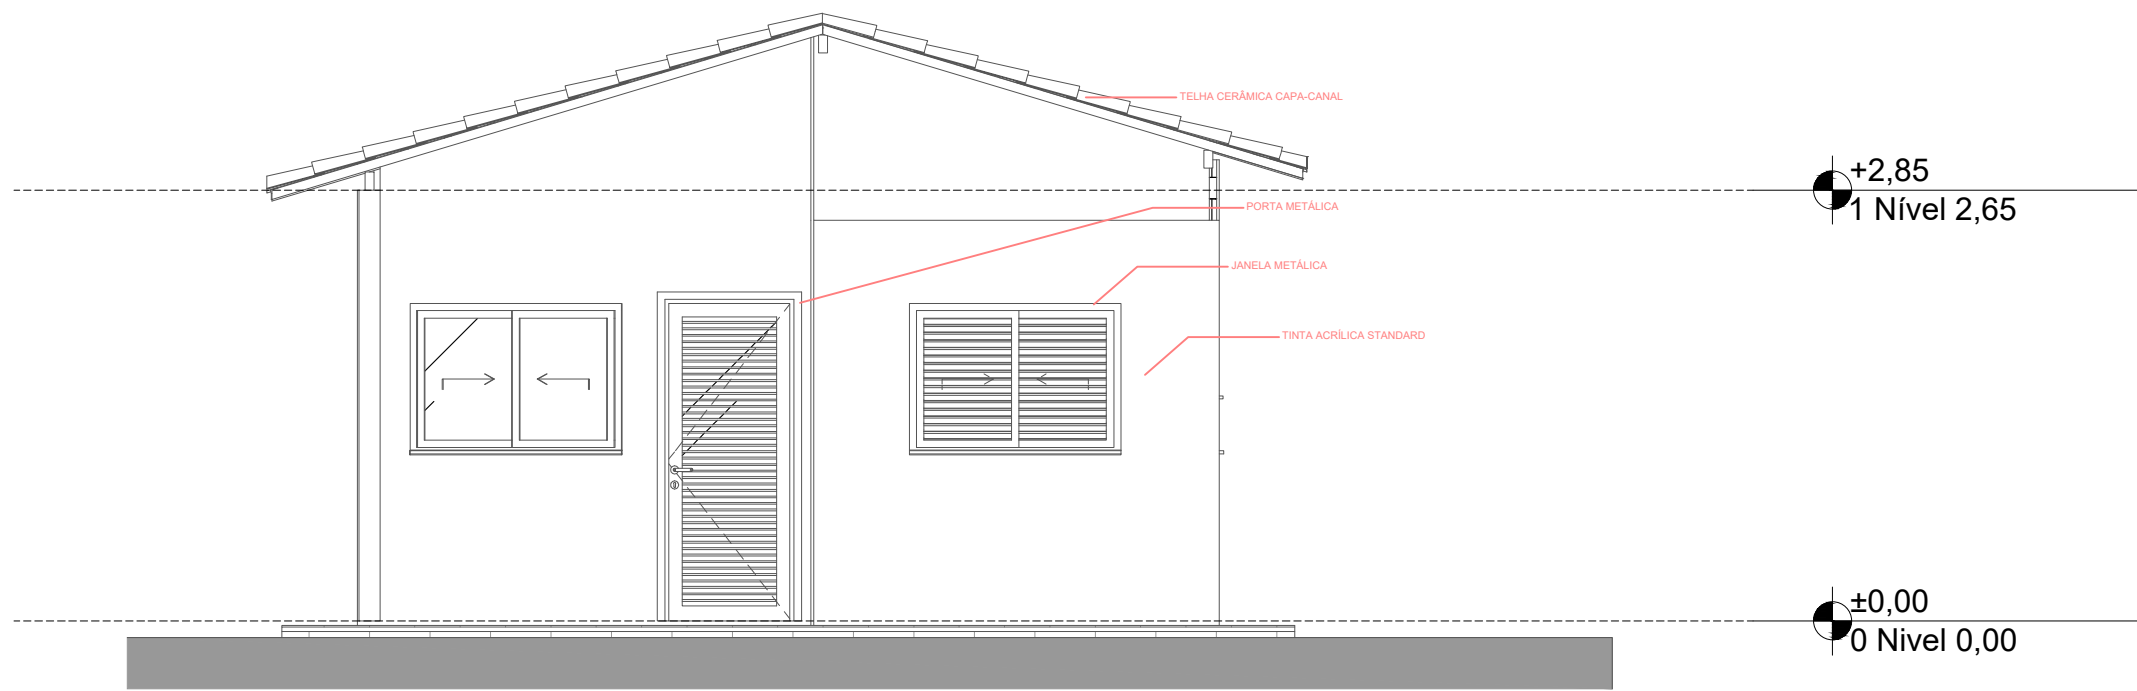 TELHA CERÂMICA CAPA-CANAL
+2,85
1 Nível 2,65
PORTA METÁLICA
JANELA METÁLICA
TINTA ACRÍLICA STANDARD
±0,00
0 Nivel 0,00